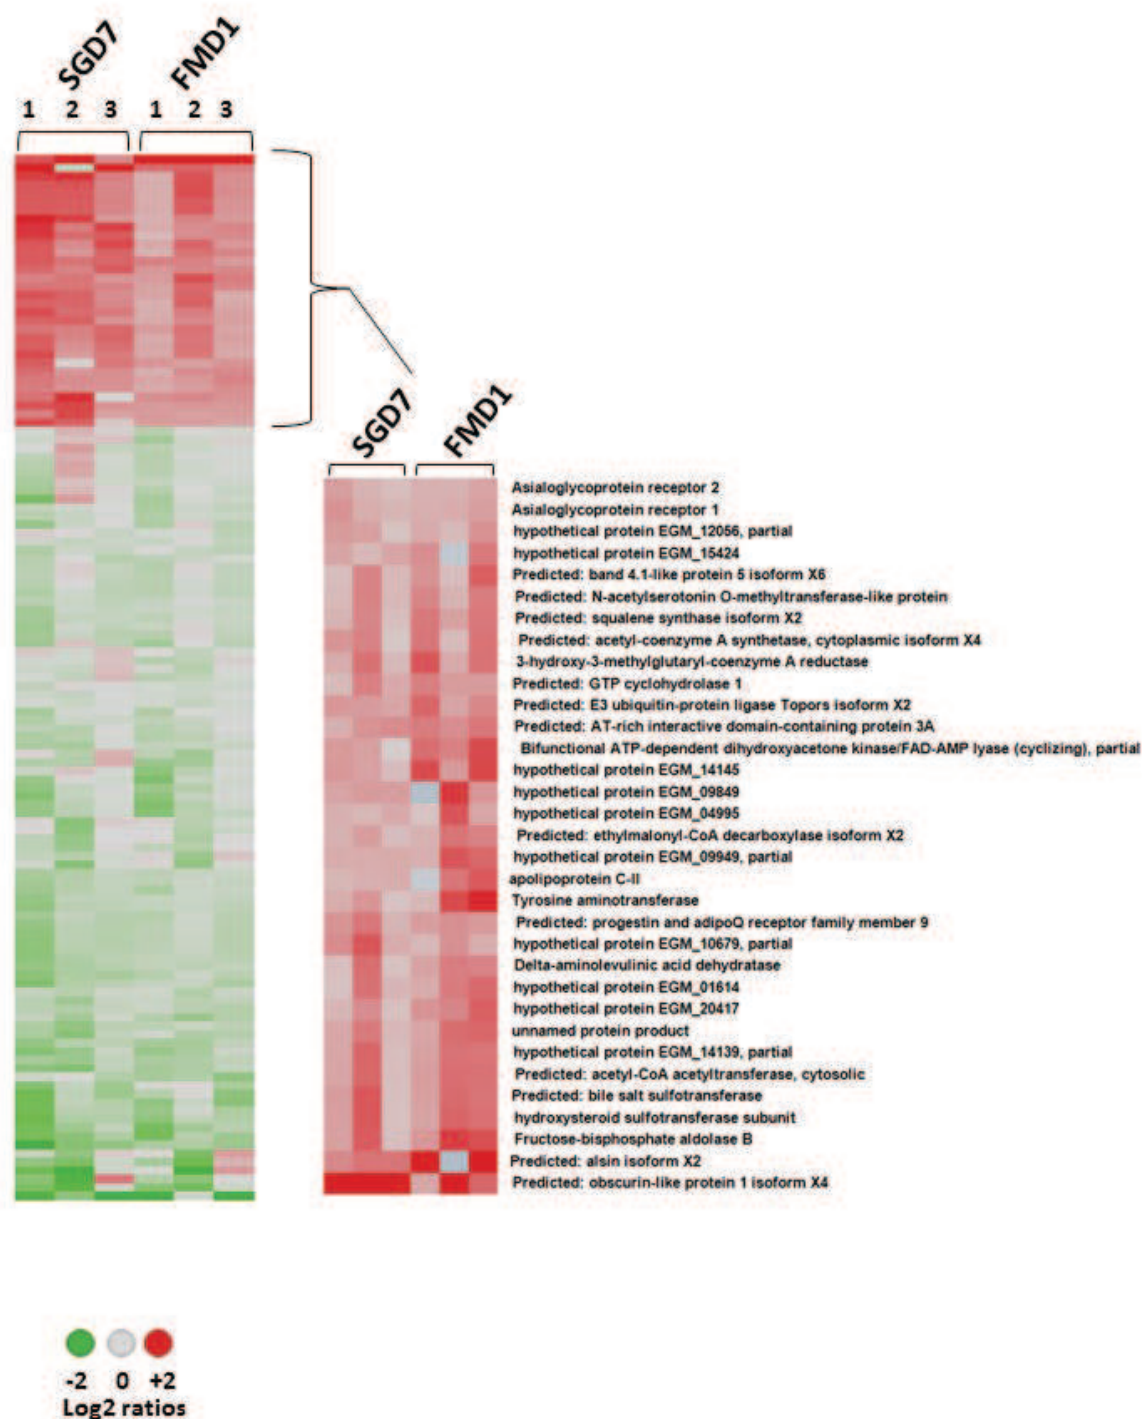 SGD7 FMD1
1 2 3 1 2 3
SGD7 FMD1
Asialoglycoprotein receptor 2
Asialoglycoprotein receptor 1
hypothetical protein EGM_12056, partial
hypothetical protein EGM_15424
Predicted: band 4.1-like protein 5 isoform X6
Predicted: N-acetylserotonin O-methyltransferase-like protein
Predicted: squalene synthase isoform X2
Predicted: acetyl-coenzyme A synthetase, cytoplasmic isoform X4
3-hydroxy-3-methylglutaryl-coenzyme A reductase
Predicted: GTP cyclohydrolase 1
Predicted: E3 ubiquitin-protein ligase Topors isoform X2
Predicted: AT-rich interactive domain-containing protein 3A
Bifunctional ATP-dependent dihydroxyacetone kinase/FAD-AMP lyase (cyclizing), partial
hypothetical protein EGM_14145
hypothetical protein EGM_09849
hypothetical protein EGM_04995
Predicted: ethylmalonyl-CoA decarboxylase isoform X2
hypothetical protein EGM_09949, partial
apolipoprotein C-II
Tyrosine aminotransferase
Predicted: progestin and adipoQ receptor family member 9
hypothetical protein EGM_10679, partial
Delta-aminolevulinic acid dehydratase
hypothetical protein EGM_01614
hypothetical protein EGM_20417
unnamed protein product
hypothetical protein EGM_14139, partial
Predicted: acetyl-CoA acetyltransferase, cytosolic
Predicted: bile salt sulfotransferase
hydroxysteroid sulfotransferase subunit
Fructose-bisphosphate aldolase B
Predicted: alsin isoform X2
Predicted: obscurin-like protein 1 isoform X4
-2 0 +2
Log2 ratios